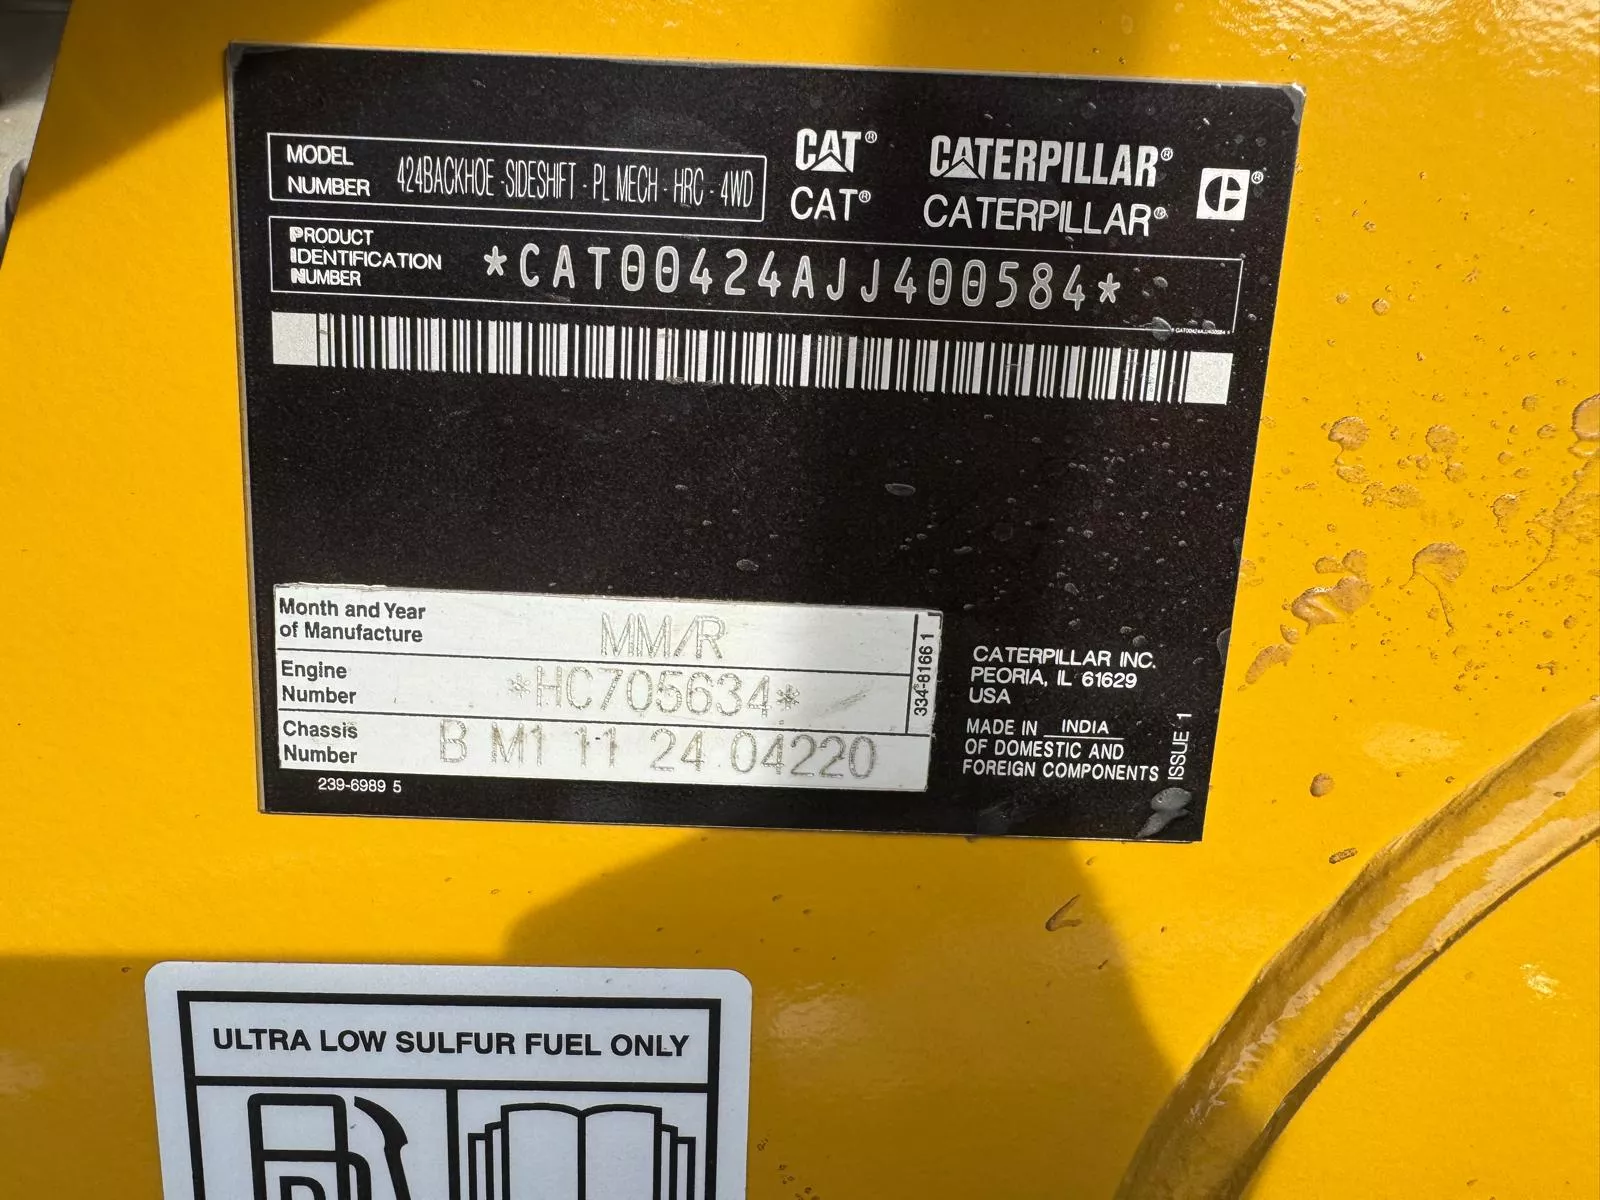 MODEL NUMBER 424BACKHOE -SIDESHIFT - PL MECH - HRC - 4WD
CAT® CATERPILLAR®
CAT® CATERPILLAR®
PRODUCT IDENTIFICATION NUMBER *CAT00424AJJ400584*
*CAT00424AJJ400584*
Month and Year of Manufacture MM/R
Engine Number *HC705634*
Chassis Number B M1 11 24 04220
334-8166 1
239-6989 5
CATERPILLAR INC.
PEORIA, IL 61629
USA
MADE IN INDIA
OF DOMESTIC AND
FOREIGN COMPONENTS
ISSUE 1
ULTRA LOW SULFUR FUEL ONLY
D